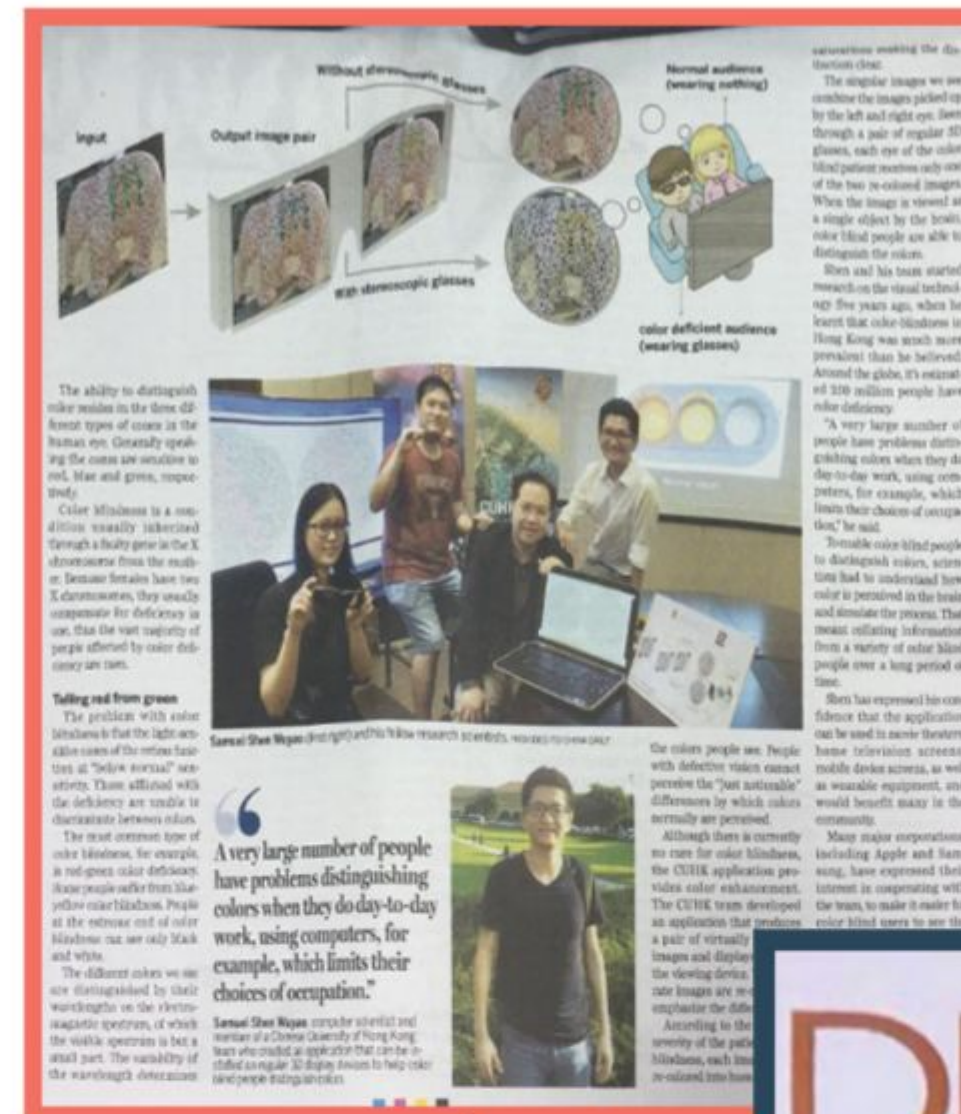 Without stereoscopic glasses
Normal audience
(wearing nothing)
input
Output image pair
With stereoscopic glasses
color deficient audience
(wearing glasses)
The ability to distinguish
color resides in the three dif-
ferent types of cones in the
human eye. Generally speak-
ing the cones are sensitive to
red, blue and green, respec-
tively.
Color blindness is a con-
dition usually inherited
through a faulty gene in the X
chromosome from the moth-
er. Because females have two
X chromosomes, they usually
compensate for deficiency in
one, thus the vast majority of
people affected by color defi-
ciency are men.
Telling red from green
The problem with color
blindness is that the light sen-
sitive cones of the retina func-
tion at "below normal" sen-
sitivity. Those afflicted with
the deficiency are unable to
discriminate between colors.
The most common type of
color blindness, for example,
is red-green color deficiency.
Some people suffer from blue-
yellow color blindness. People
at the extreme end of color
blindness can see only black
and white.
The different colors we see
are distinguished by their
wavelengths on the electro-
magnetic spectrum, of which
the visible spectrum is but a
small part. The variability of
the wavelength determines
CUHK
Samuel Shen Wuyao (first right) and his fellow research scientists. PROVIDED TO CHINA DAILY
A very large number of people
have problems distinguishing
colors when they do day-to-day
work, using computers, for
example, which limits their
choices of occupation."
Samuel Shen Wuyao, computer scientist and
member of a Chinese University of Hong Kong
team who created an application that can be in-
stalled on regular 3D display devices to help color
blind people distinguish colors
the colors people see. People
with defective vision cannot
perceive the "just noticeable"
differences by which colors
normally are perceived.
Although there is currently
no cure for color blindness,
the CUHK application pro-
vides color enhancement.
The CUHK team developed
an application that produces
a pair of virtually
images and display
the viewing device.
rate images are re-
emphasize the diffe
According to the
severity of the patie
blindness, each ima
re-colored into hues
saturation making the dis-
tinction clear.
The singular images we see
combine the images picked up
by the left and right eye. Seen
through a pair of regular 3D
glasses, each eye of the color
blind patient receives only one
of the two re-colored images.
When the image is viewed as
a single object by the brain,
color blind people are able to
distinguish the colors.
Shen and his team started
research on the visual technol-
ogy five years ago, when he
learnt that color-blindness in
Hong Kong was much more
prevalent than he believed.
Around the globe, it's estimat-
ed 200 million people have
color deficiency.
"A very large number of
people have problems distin-
guishing colors when they do
day-to-day work, using com-
puters, for example, which
limits their choices of occupa-
tion," he said.
To enable color-blind people
to distinguish colors, scien-
tists had to understand how
color is perceived in the brain
and simulate the process. That
meant collating information
from a variety of color blind
people over a long period of
time.
Shen has expressed his con-
fidence that the application
can be used in movie theaters,
home television screens,
mobile device screens, as well
as wearable equipment, and
would benefit many in the
community.
Many major corporations
including Apple and Sam-
sung, have expressed their
interest in cooperating with
the team, to make it easier for
color blind users to see the